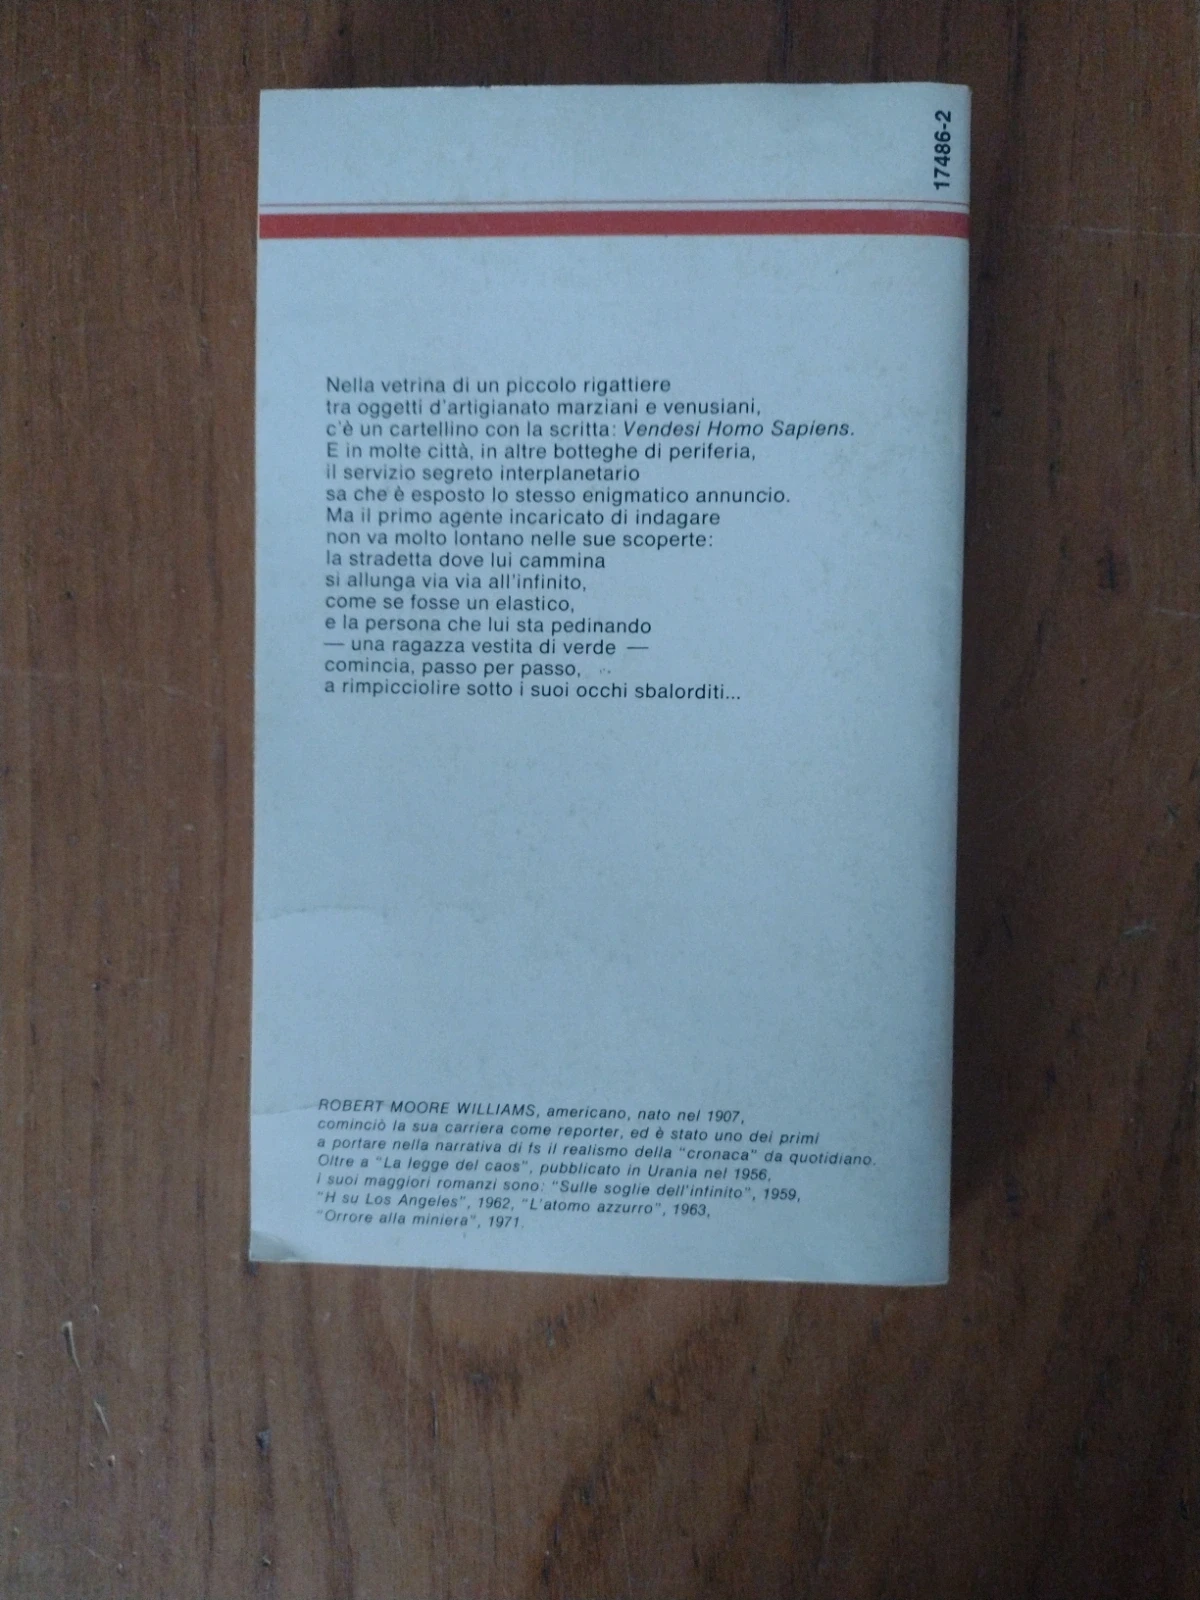 17486-2
Nella vetrina di un piccolo rigattiere
tra oggetti d'artigianato marziani e venusiani,
c'è un cartellino con la scritta: Vendesi Homo Sapiens.
E in molte città, in altre botteghe di periferia,
il servizio segreto interplanetario
sa che è esposto lo stesso enigmatico annuncio.
Ma il primo agente incaricato di indagare
non va molto lontano nelle sue scoperte:
la stradetta dove lui cammina
si allunga via via all'infinito,
come se fosse un elastico,
e la persona che lui sta pedinando
— una ragazza vestita di verde —
comincia, passo per passo,
a rimpicciolire sotto i suoi occhi sbalorditi...
ROBERT MOORE WILLIAMS, americano, nato nel 1907,
cominciò la sua carriera come reporter, ed è stato uno dei primi
a portare nella narrativa di fs il realismo della "cronaca" da quotidiano.
Oltre a "La legge del caos", pubblicato in Urania nel 1956,
i suoi maggiori romanzi sono: "Sulle soglie dell'infinito", 1959,
"H su Los Angeles", 1962, "L'atomo azzurro", 1963,
"Orrore alla miniera", 1971.